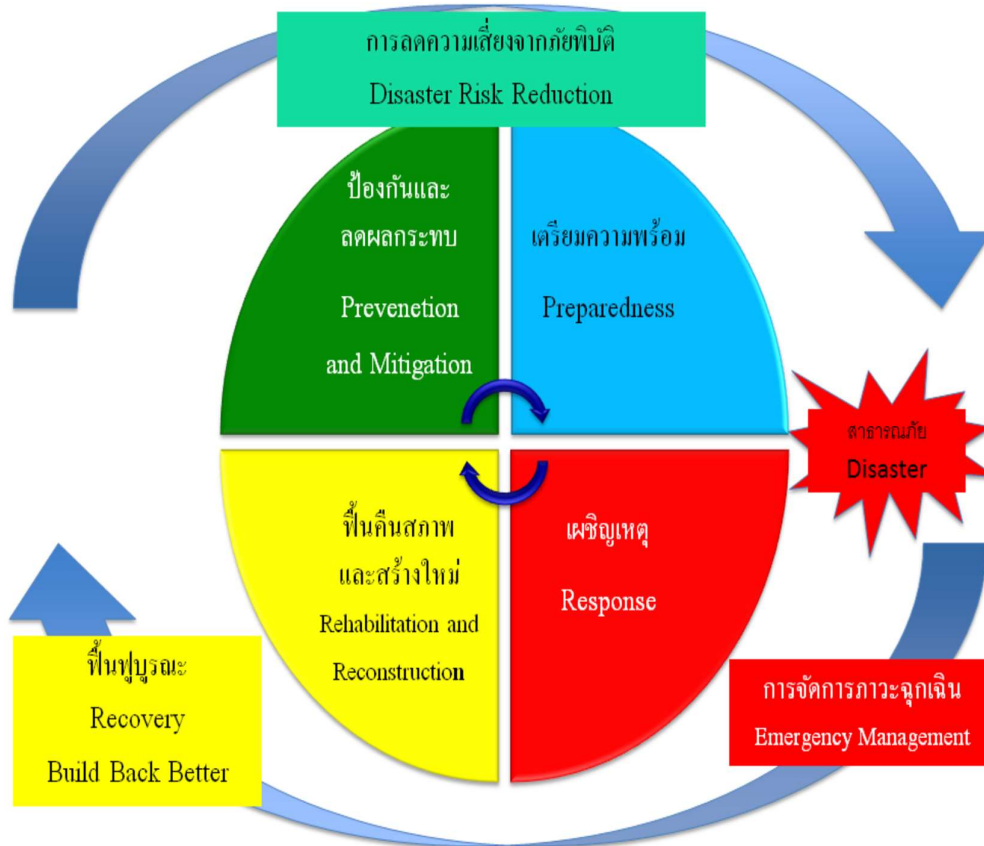 การลดความเสี่ยงจากภัยพิบัติ
Disaster Risk Reduction
ป้องกันและ
ลดผลกระทบ
Prevenetion
and Mitigation
เตรียมความพร้อม
Preparedness
สาธารณภัย
Disaster
ฟื้นคืนสภาพ
และสร้างใหม่
Rehabilitation and
Reconstruction
เผชิญเหตุ
Response
ฟื้นฟูบูรณะ
Recovery
Build Back Better
การจัดการภาวะฉุกเฉิน
Emergency Management